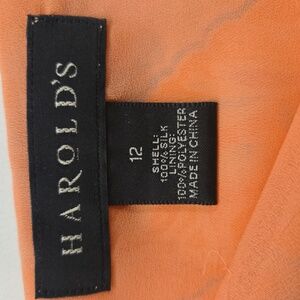 HAROLD'S
12
SHELL:
100% SILK
LINING:
100% POLYESTER
MADE IN CHINA